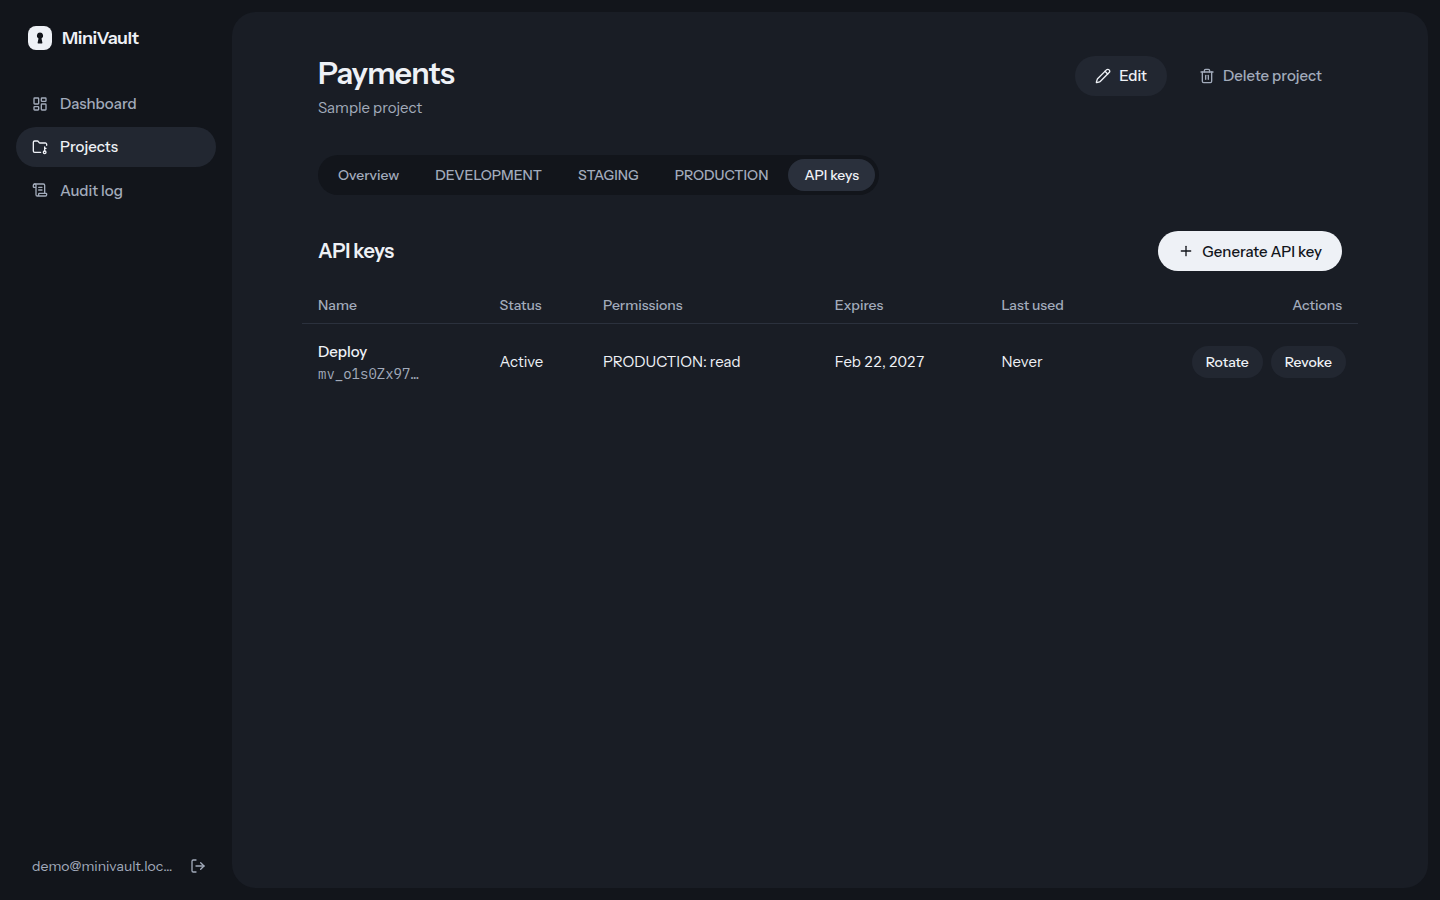 MiniVault
Dashboard
Projects
Audit log
demo@minivault.loc...
Payments
Sample project
Edit
Delete project
Overview
DEVELOPMENT
STAGING
PRODUCTION
API keys
API keys
Generate API key
Name Status Permissions Expires Last used Actions
Deploy
mv_o1s0Zx97…
Active PRODUCTION: read Feb 22, 2027 Never Rotate Revoke